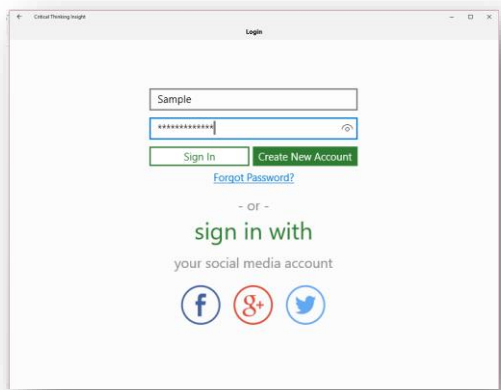 Critical Thinking Insight
Login
Sample
*************
Sign In Create New Account
Forgot Password?
- or -
sign in with
your social media account
f g+